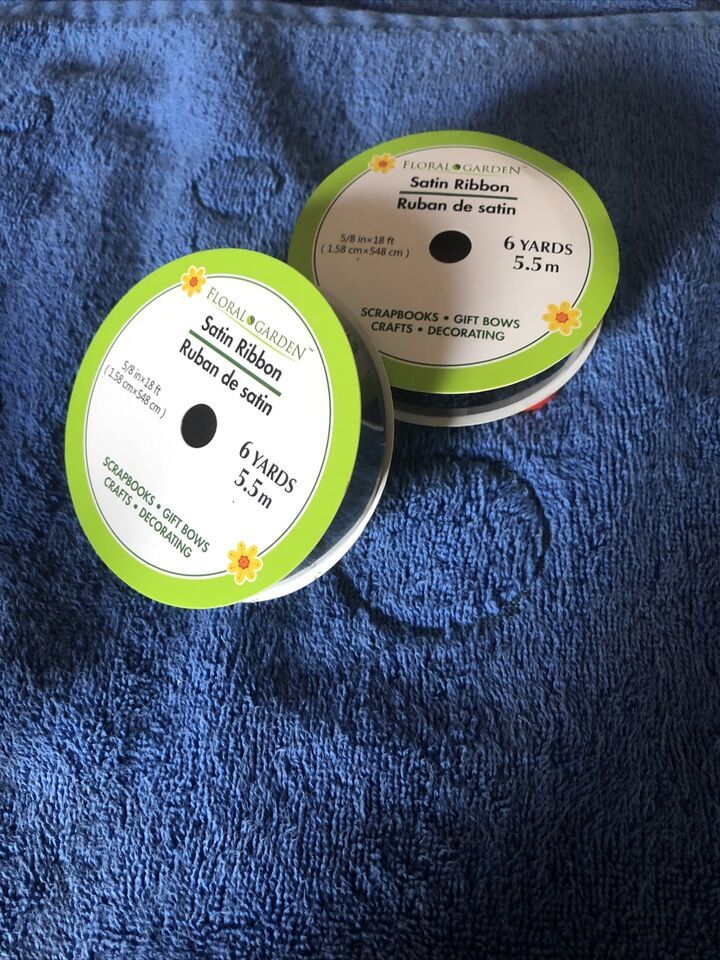 FLORAL GARDEN™
Satin Ribbon
Ruban de satin
5/8 in×18 ft
( 1.58 cm×548 cm )
6 YARDS
5.5 m
SCRAPBOOKS • GIFT BOWS
CRAFTS • DECORATING
FLORAL GARDEN™
Satin Ribbon
Ruban de satin
5/8 in×18 ft
( 1.58 cm×548 cm )
6 YARDS
5.5 m
SCRAPBOOKS • GIFT BOWS
CRAFTS • DECORATING